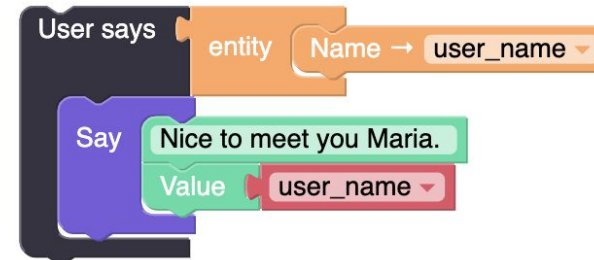 User says entity Name → user_name
Say Nice to meet you Maria.
Value user_name